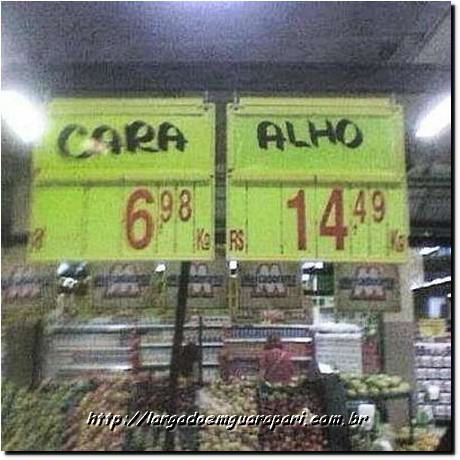 CARA ALHO
6,98 Kg R$ 14,49 Kg
http://largadoemguarapari.com.br